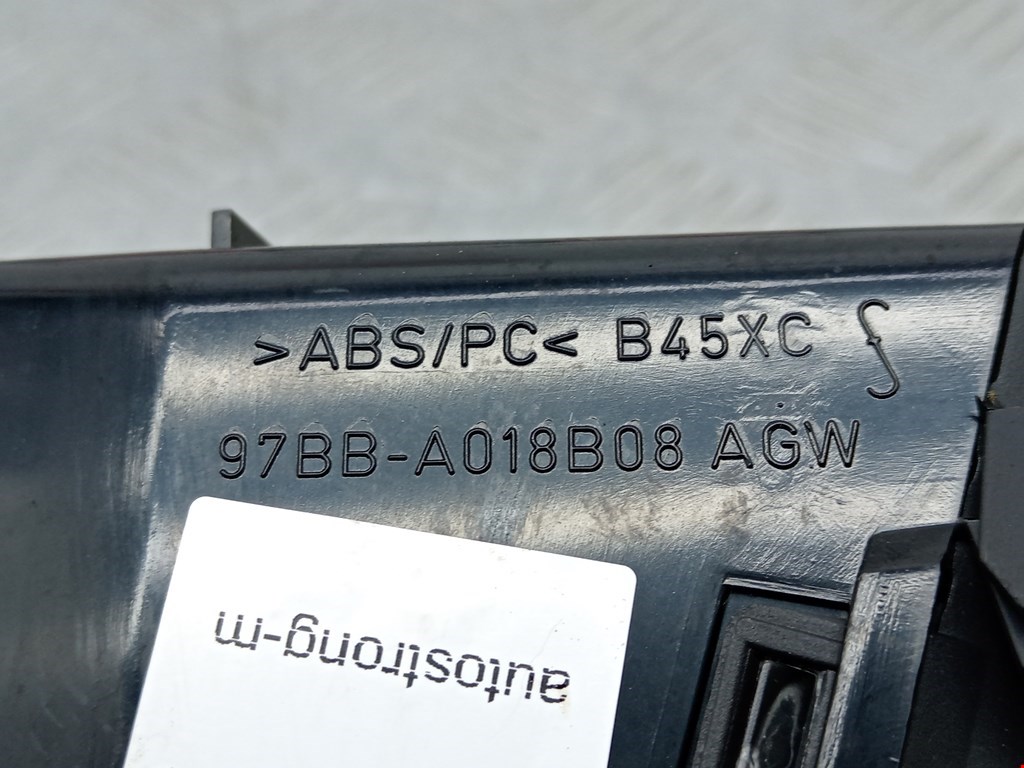 >ABS/PC< B45XC
97BB-A018B08 AGW
autostrong-m